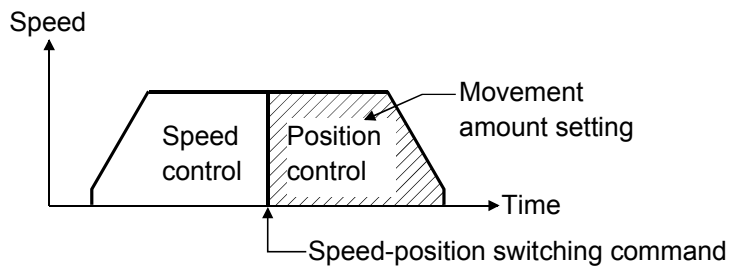 Speed
Movement
amount setting
Speed
control
Position
control
Time
Speed-position switching command